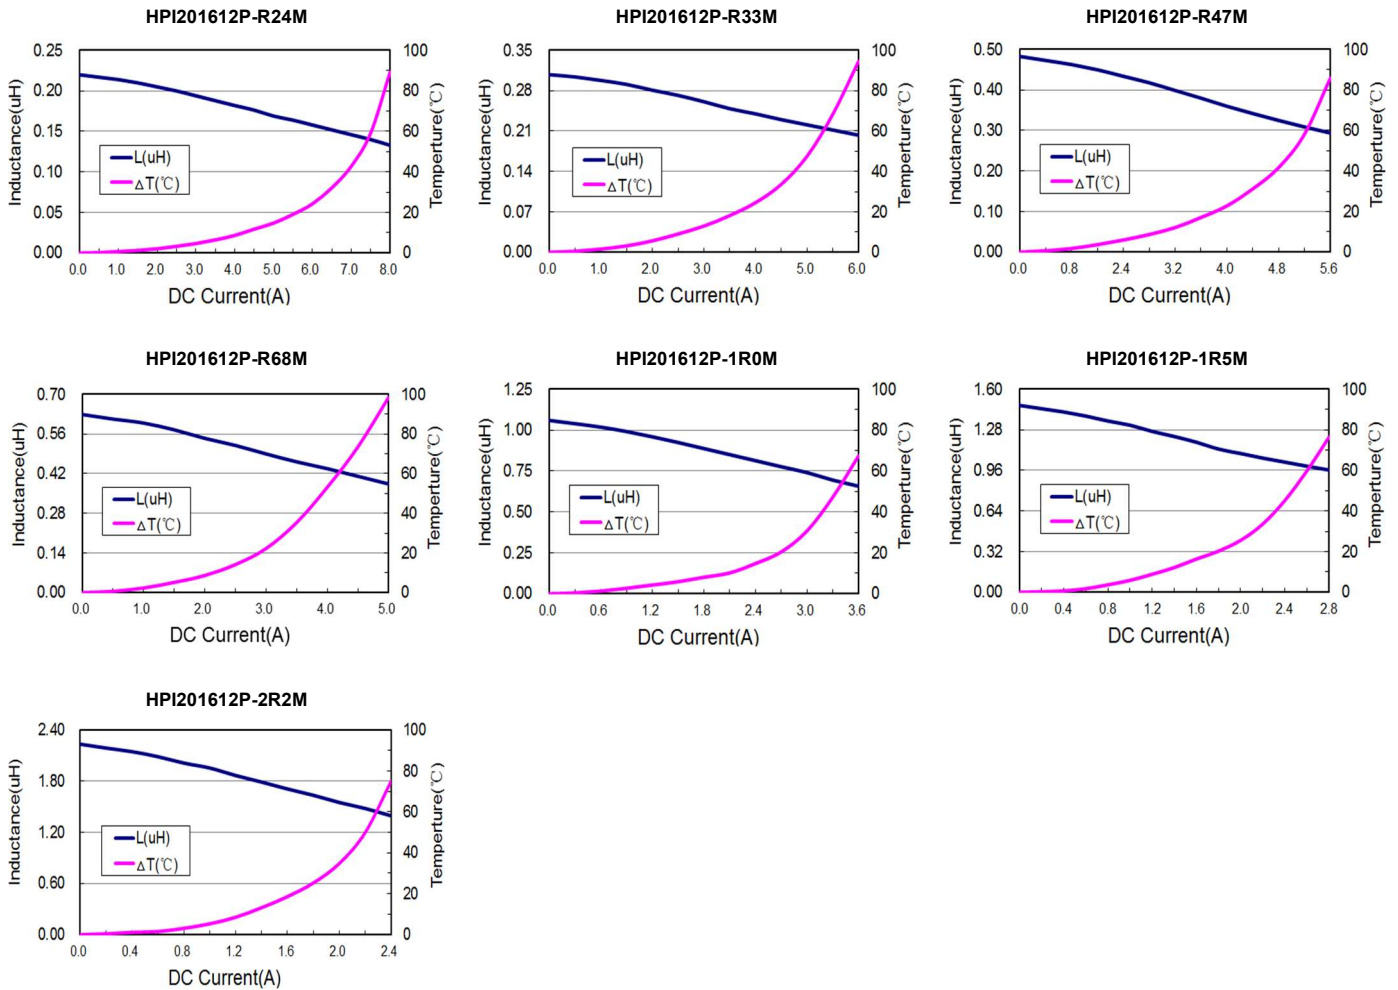 HPI201612P-R24M
0.25
0.20
0.15
0.10
0.05
0.00
Inductance(uH)
100
80
60
40
20
0
Temperture(℃)
L(uH)
△T(℃)
0.0 1.0 2.0 3.0 4.0 5.0 6.0 7.0 8.0
DC Current(A)
HPI201612P-R33M
0.35
0.28
0.21
0.14
0.07
0.00
Inductance(uH)
100
80
60
40
20
0
Temperture(℃)
L(uH)
△T(℃)
0.0 1.0 2.0 3.0 4.0 5.0 6.0
DC Current(A)
HPI201612P-R47M
0.50
0.40
0.30
0.20
0.10
0.00
Inductance(uH)
100
80
60
40
20
0
Temperture(℃)
L(uH)
△T(℃)
0.0 0.8 2.4 3.2 4.0 4.8 5.6
DC Current(A)
HPI201612P-R68M
0.70
0.56
0.42
0.28
0.14
0.00
Inductance(uH)
100
80
60
40
20
0
Temperture(℃)
L(uH)
△T(℃)
0.0 1.0 2.0 3.0 4.0 5.0
DC Current(A)
HPI201612P-1R0M
1.25
1.00
0.75
0.50
0.25
0.00
Inductance(uH)
100
80
60
40
20
0
Temperture(℃)
L(uH)
△T(℃)
0.0 0.6 1.2 1.8 2.4 3.0 3.6
DC Current(A)
HPI201612P-1R5M
1.60
1.28
0.96
0.64
0.32
0.00
Inductance(uH)
100
80
60
40
20
0
Temperture(℃)
L(uH)
△T(℃)
0.0 0.4 0.8 1.2 1.6 2.0 2.4 2.8
DC Current(A)
HPI201612P-2R2M
2.40
1.80
1.20
0.60
0.00
Inductance(uH)
100
80
60
40
20
0
Temperture(℃)
L(uH)
△T(℃)
0.0 0.4 0.8 1.2 1.6 2.0 2.4
DC Current(A)